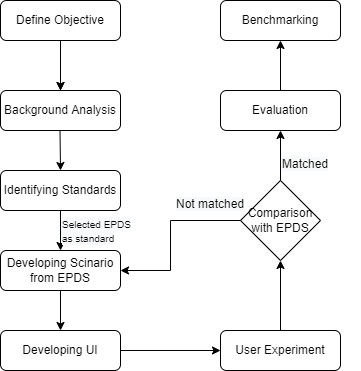 Define Objective
Background Analysis
Identifying Standards
Selected EPDS
as standard
Developing Scinario
from EPDS
Developing UI
User Experiment
Comparison
with EPDS
Not matched
Matched
Evaluation
Benchmarking